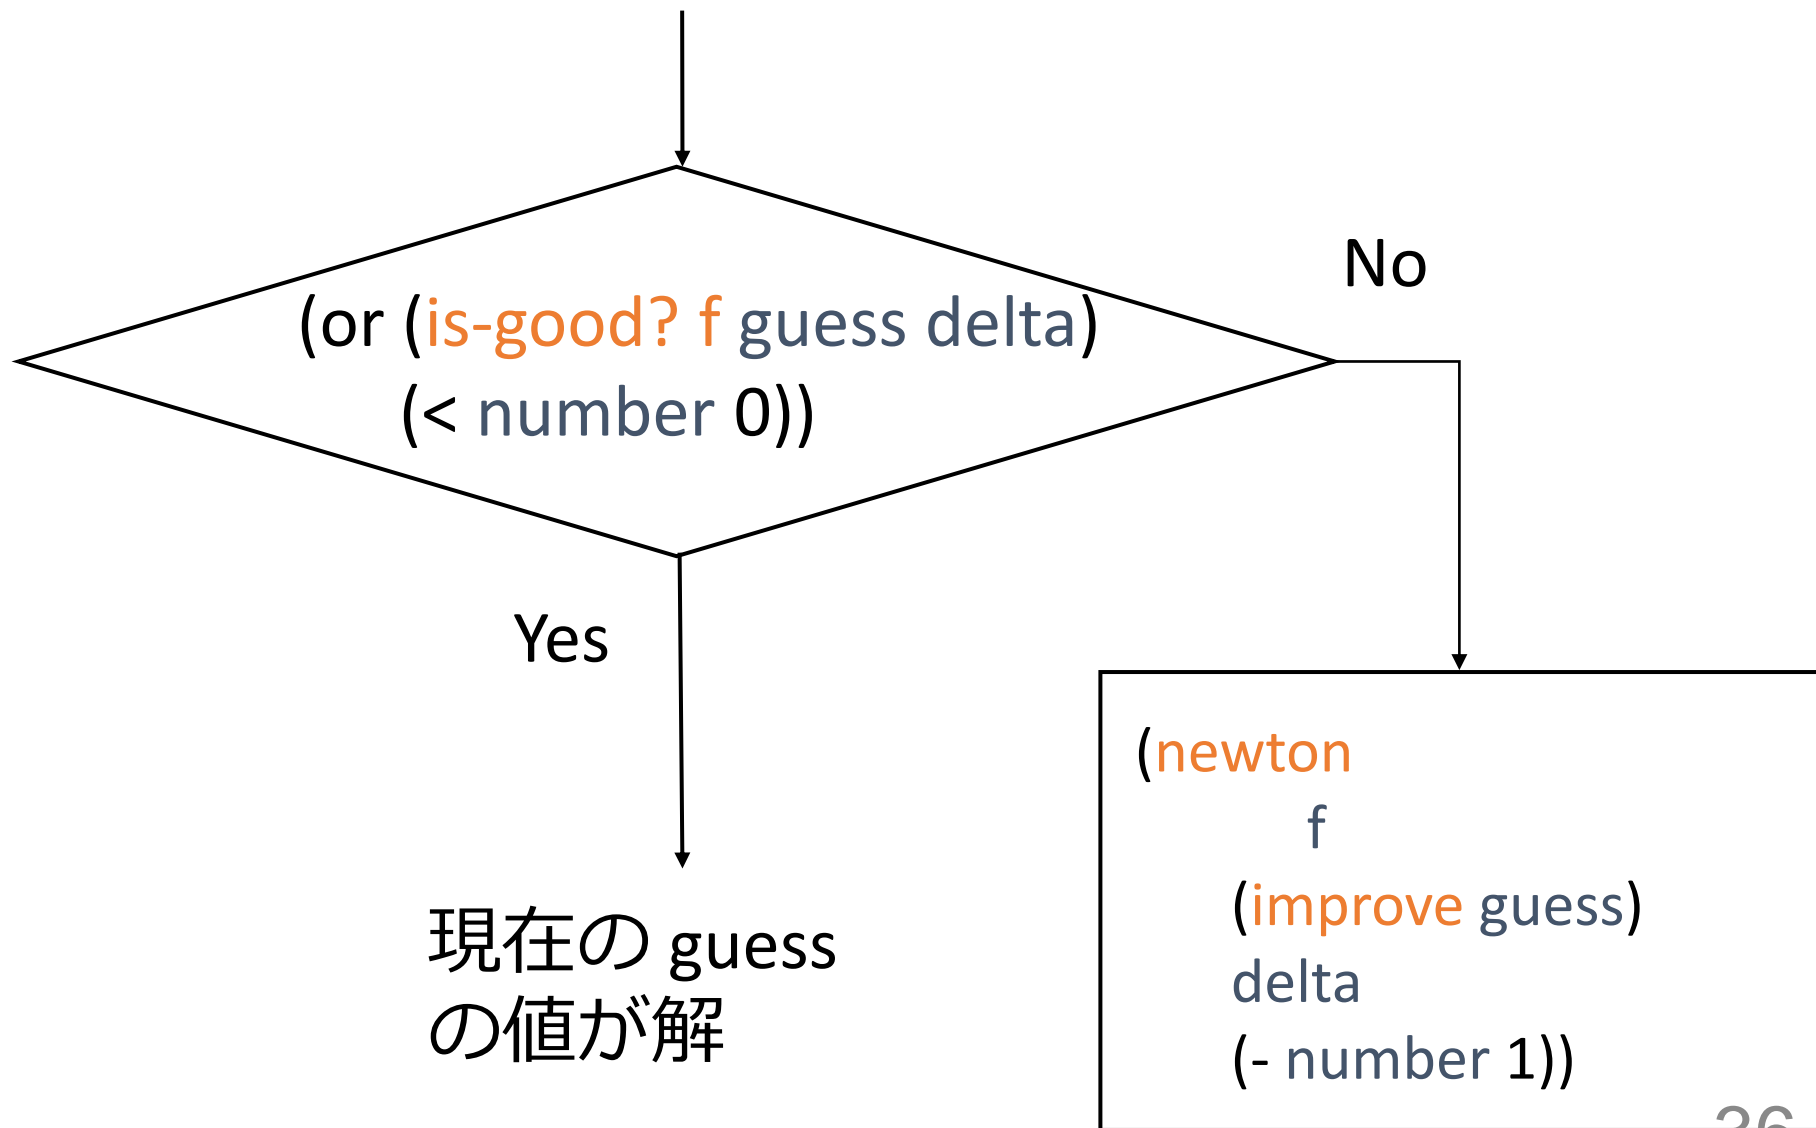 (or (is-good? f guess delta)
(< number 0))
No
Yes
現在の guess
の値が解
(newton
f
(improve guess)
delta
(- number 1))